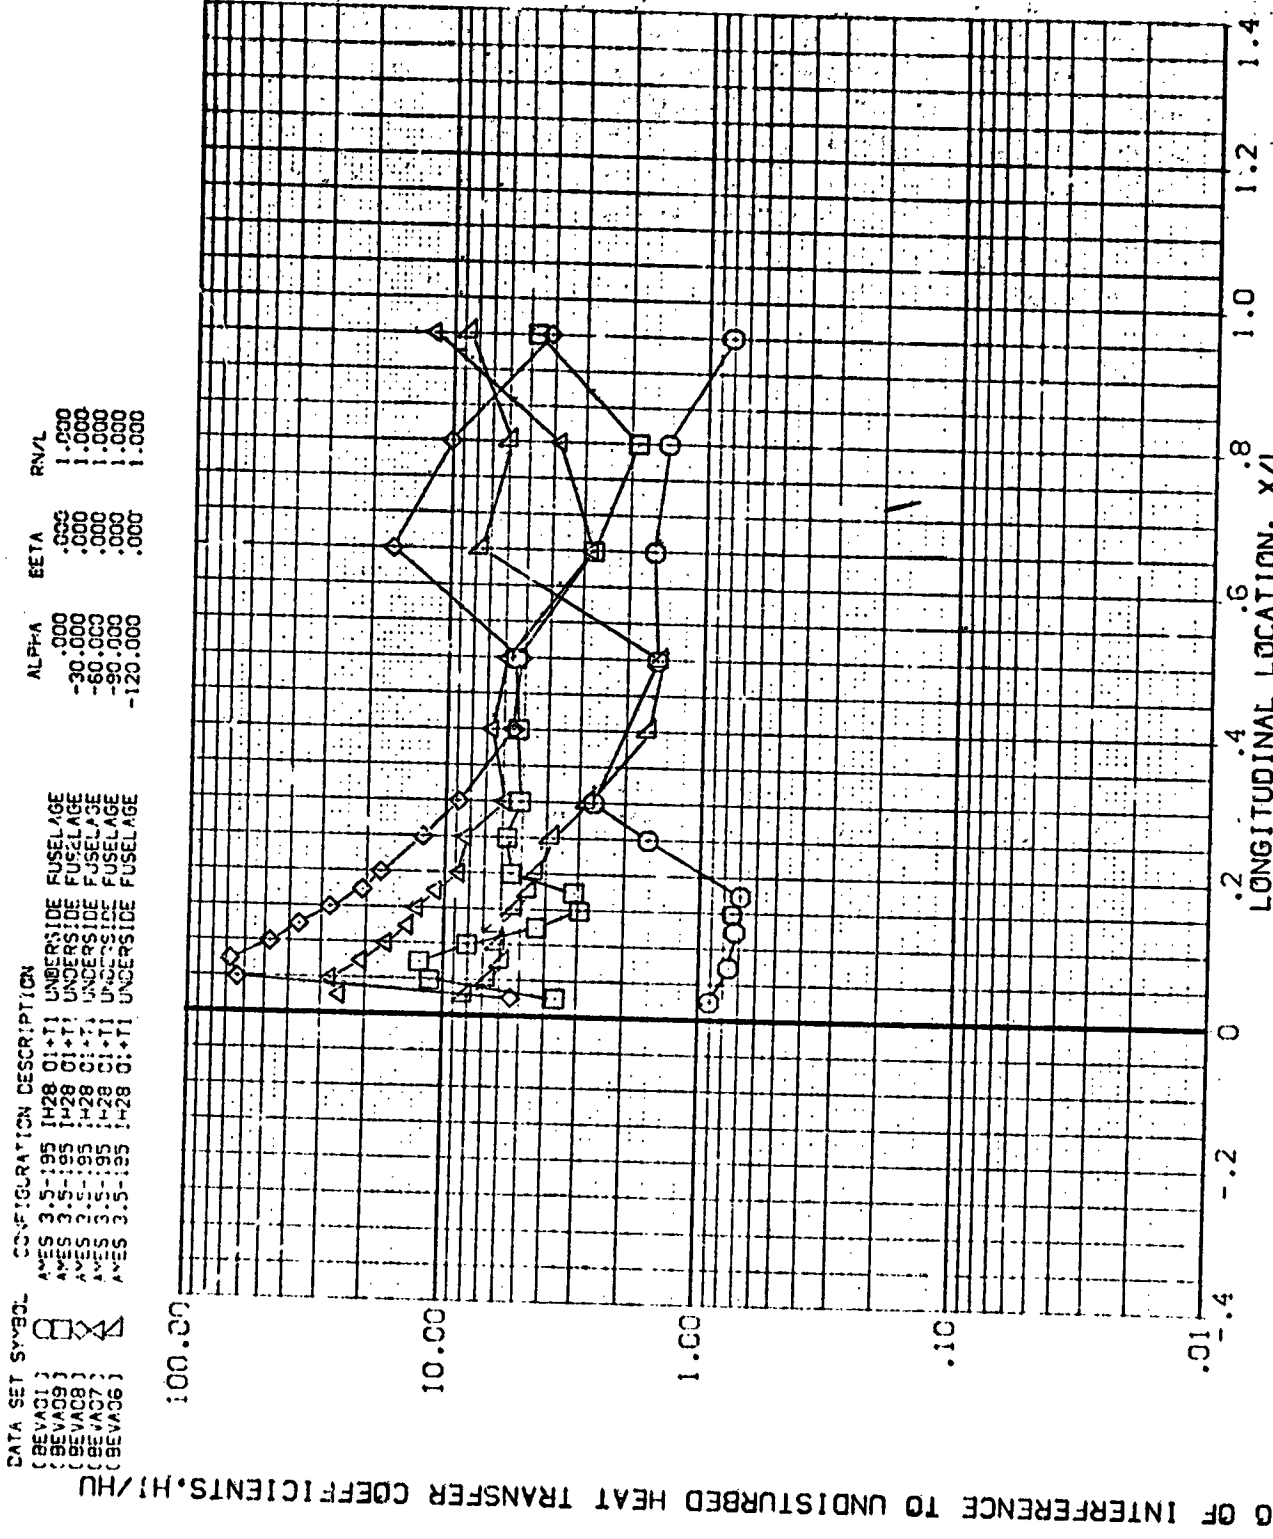 DATA SET SYMBOL CONFIGURATION DESCRIPTION ALPHA BETA RN/L
(BEVA01) AMES 3.5-195 IH28 O1+T1 UNDERSIDE FUSELAGE .000 .000 1.000
(BEVA09) AMES 3.5-195 IH28 O1+T1 UNDERSIDE FUSELAGE -30.000 .000 1.000
(BEVA08) AMES 3.5-195 IH28 O1+T1 UNDERSIDE FUSELAGE -60.000 .000 1.000
(BEVA07) AMES 3.5-195 IH28 O1+T1 UNDERSIDE FUSELAGE -90.000 .000 1.000
(BEVA06) AMES 3.5-195 IH28 O1+T1 UNDERSIDE FUSELAGE -120.000 .000 1.000
O OF INTERFERENCE TO UNDISTURBED HEAT TRANSFER COEFFICIENTS,HI/HU
100.00
10.00
1.00
.10
.01
-.4 -.2 0 .2 .4 .6 .8 1.0 1.2 1.4
LONGITUDINAL LOCATION, X/L